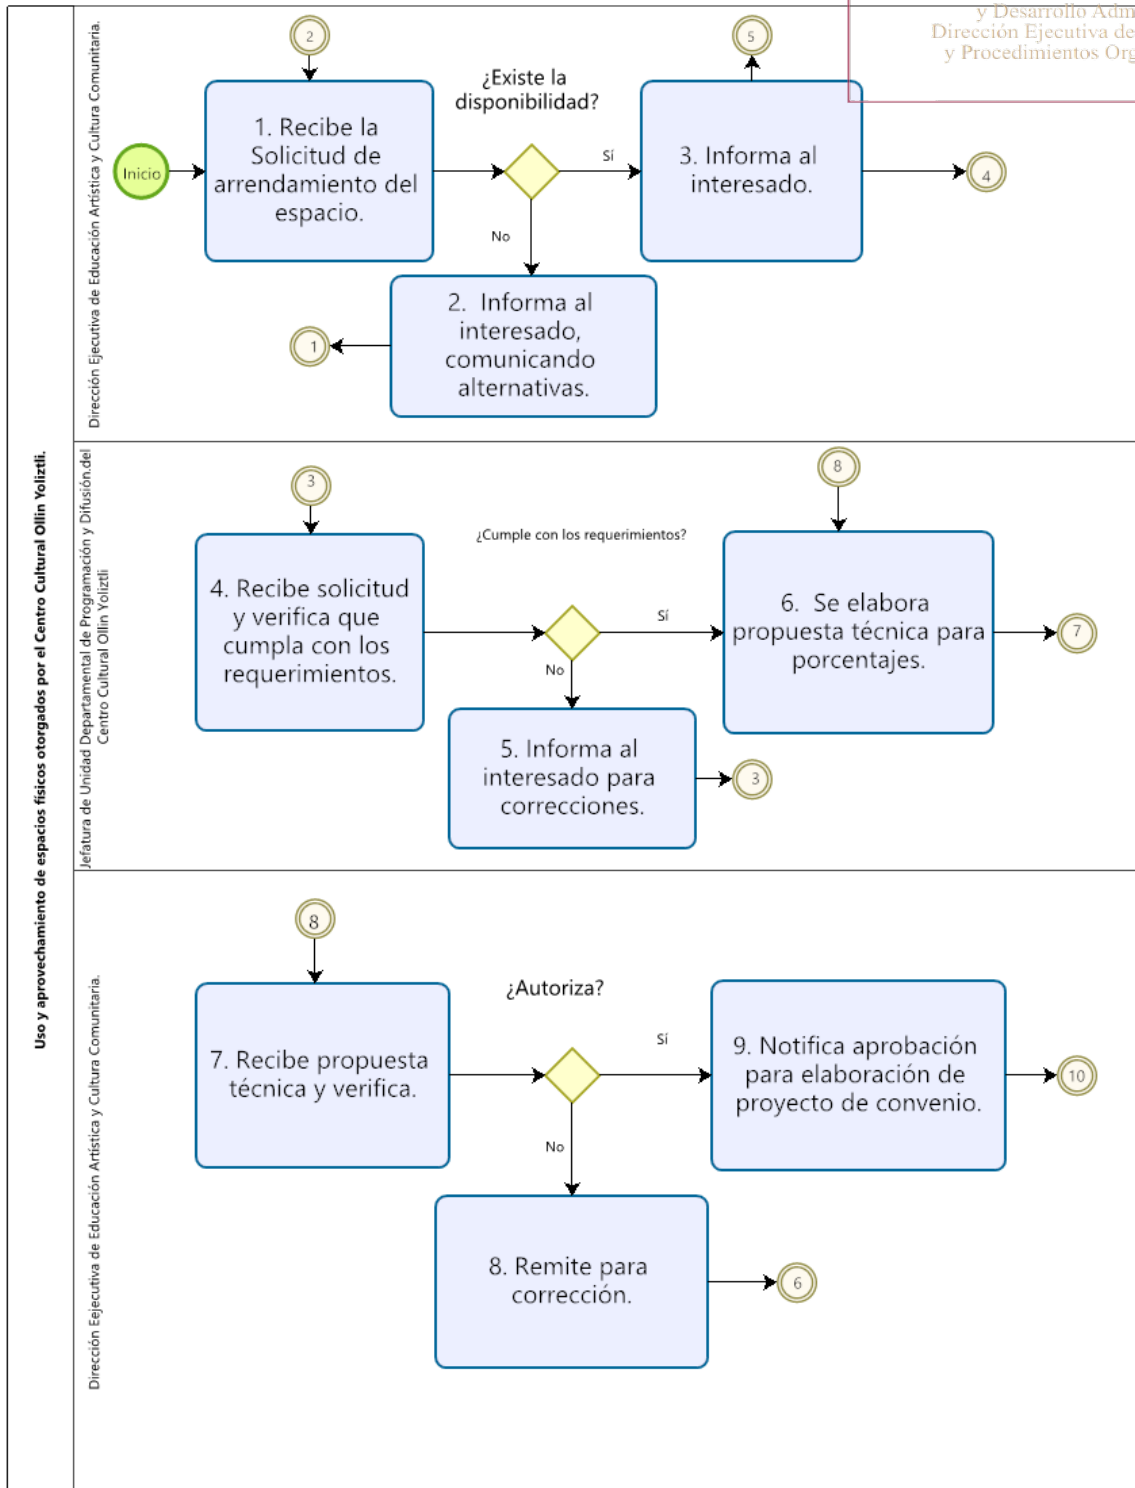 Uso y aprovechamiento de espacios físicos otorgados por el Centro Cultural Ollin Yoliztli.
Dirección Ejecutiva de Educación Artística y Cultura Comunitaria.
y Desarrollo Adm
Dirección Ejecutiva de
y Procedimientos Org
2
5
¿Existe la
disponibilidad?
Inicio
1. Recibe la
Solicitud de
arrendamiento del
espacio.
Sí
3. Informa al
interesado.
4
No
2. Informa al
interesado,
comunicando
alternativas.
1
Jefatura de Unidad Departamental de Programación y Difusión.del
Centro Cultural Ollin Yoliztli
3
8
¿Cumple con los requerimientos?
4. Recibe solicitud
y verifica que
cumpla con los
requerimientos.
Sí
6. Se elabora
propuesta técnica para
porcentajes.
7
No
5. Informa al
interesado para
correcciones.
3
Dirección Eejecutiva de Educación Artística y Cultura Comunitaria.
8
¿Autoriza?
7. Recibe propuesta
técnica y verifica.
Sí
9. Notifica aprobación
para elaboración de
proyecto de convenio.
10
No
8. Remite para
corrección.
6